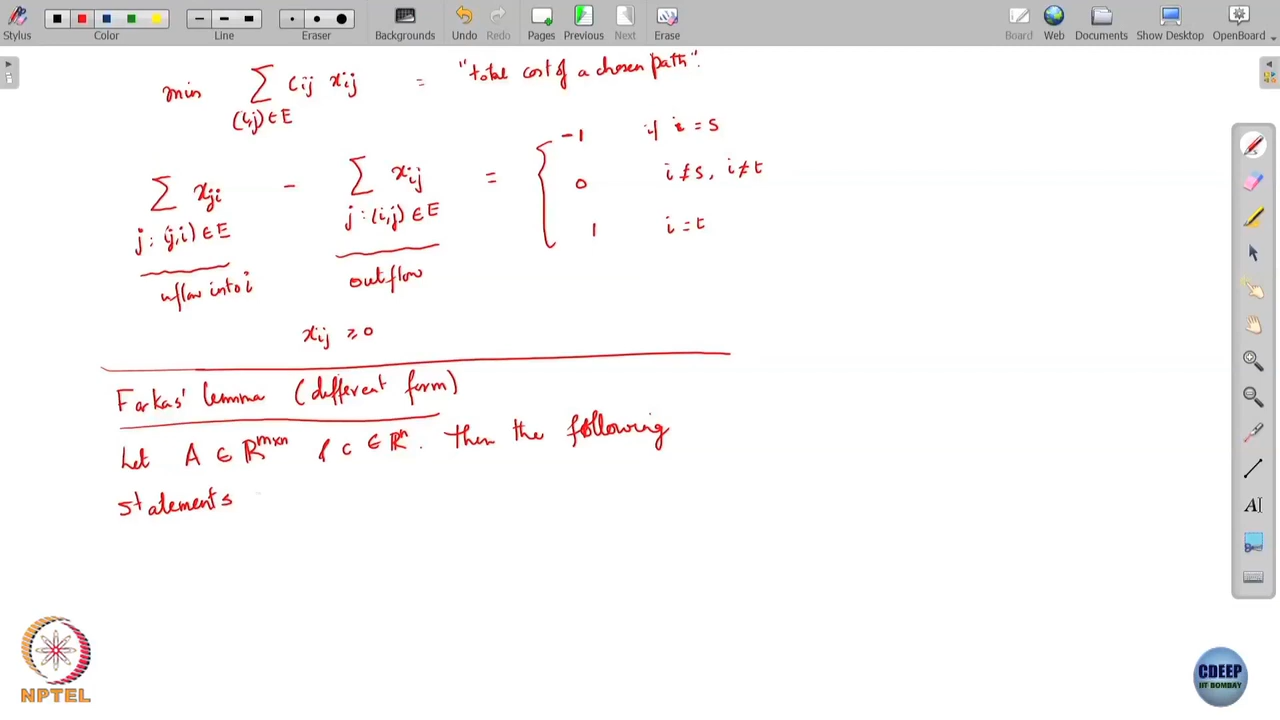 Stylus
Color
Line
Eraser
Backgrounds
Undo
Redo
Pages
Previous
Next
Erase
Board
Web
Documents
Show Desktop
OpenBoard
min ∑ cij xij = "total cost of a chosen path".
(i,j) ∈ E
∑ xji - ∑ xij = { -1 if i = s
0 i ≠ s, i ≠ t
1 i = t
j : (j,i) ∈ E j : (i,j) ∈ E
inflow into i outflow
xij ≥ 0
Farkas' lemma (different form)
Let A ∈ ℝ^{m×n} & c ∈ ℝ^n. Then the following
statements
NPTEL
CDEEP
IIT BOMBAY